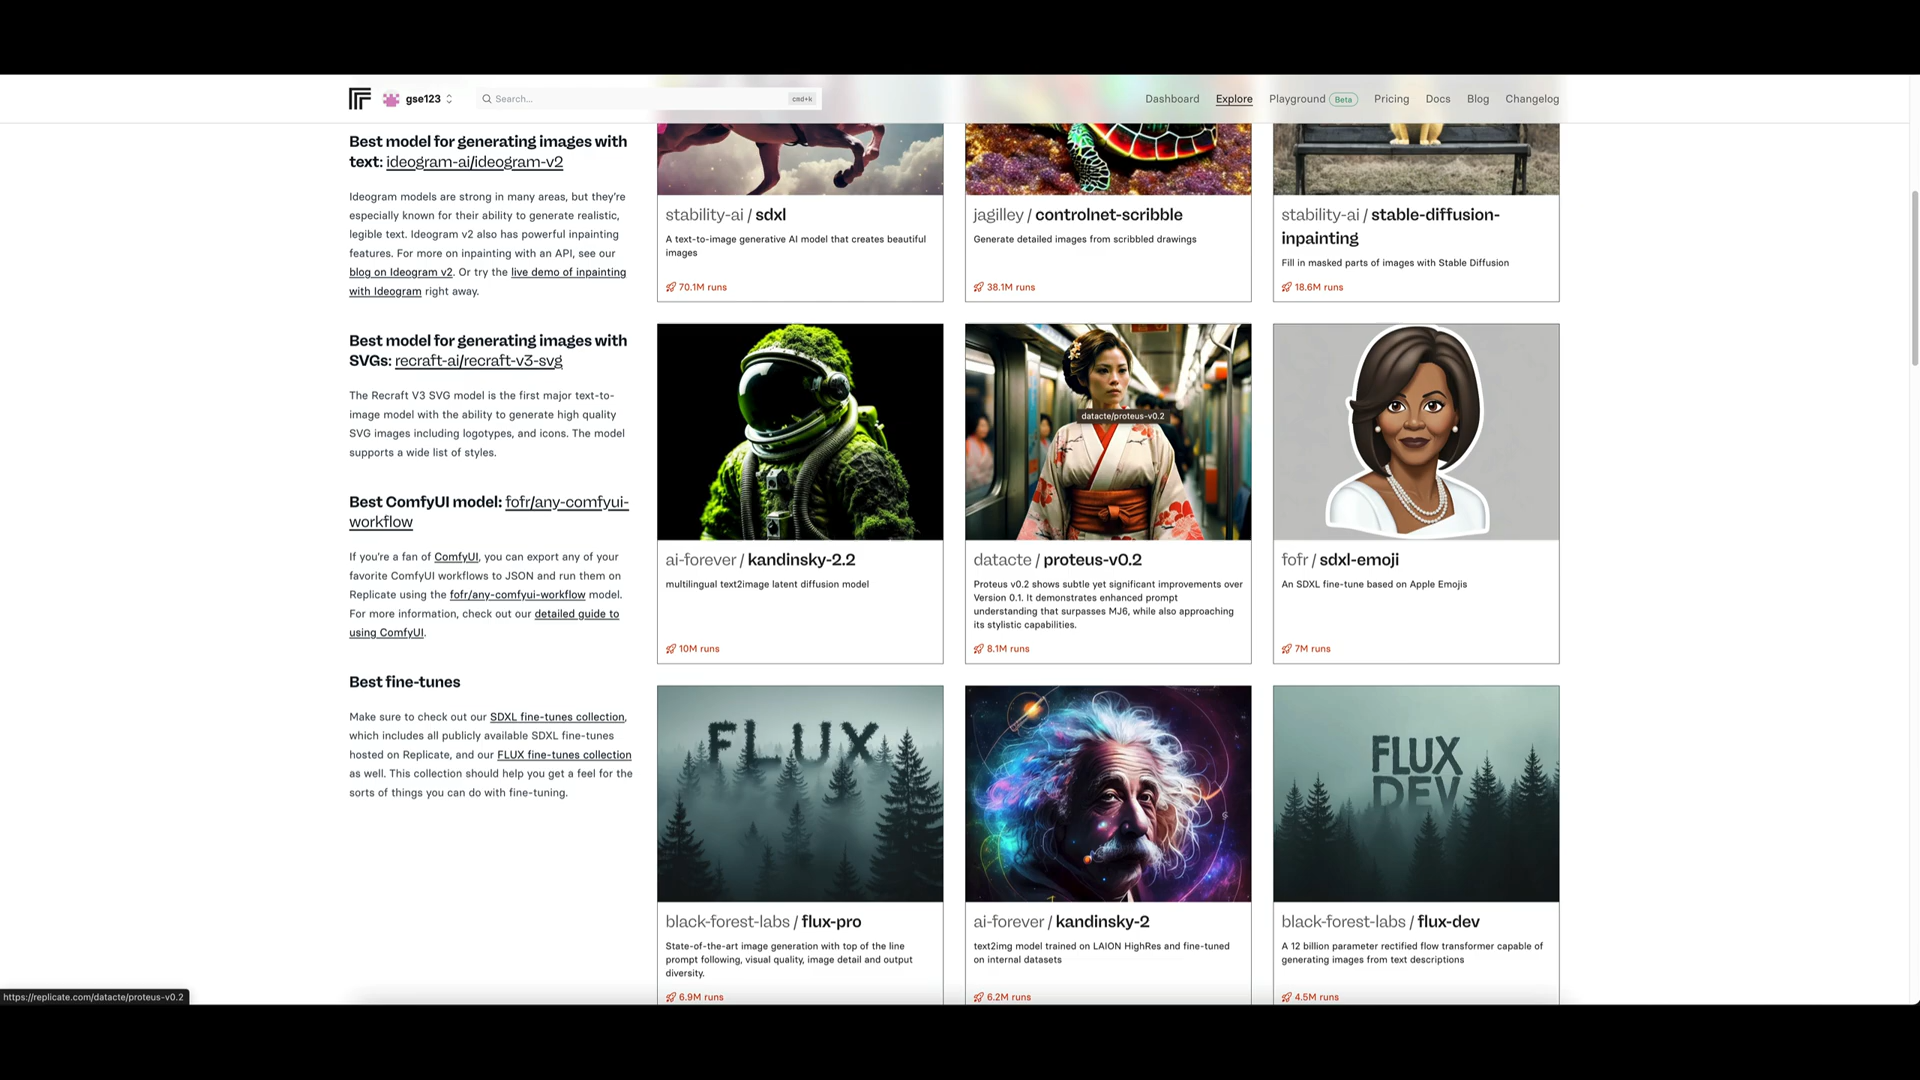 gse123
Search...
cmd+k
Dashboard
Explore
Playground
Beta
Pricing
Docs
Blog
Changelog
Best model for generating images with
text: ideogram-ai/ideogram-v2
Ideogram models are strong in many areas, but they're
especially known for their ability to generate realistic,
legible text. Ideogram v2 also has powerful inpainting
features. For more on inpainting with an API, see our
blog on Ideogram v2. Or try the live demo of inpainting
with Ideogram right away.
Best model for generating images with
SVGs: recraft-ai/recraft-v3-svg
The Recraft V3 SVG model is the first major text-to-
image model with the ability to generate high quality
SVG images including logotypes, and icons. The model
supports a wide list of styles.
Best ComfyUI model: fofr/any-comfyui-
workflow
If you're a fan of ComfyUI, you can export any of your
favorite ComfyUI workflows to JSON and run them on
Replicate using the fofr/any-comfyui-workflow model.
For more information, check out our detailed guide to
using ComfyUI.
Best fine-tunes
Make sure to check out our SDXL fine-tunes collection,
which includes all publicly available SDXL fine-tunes
hosted on Replicate, and our FLUX fine-tunes collection
as well. This collection should help you get a feel for the
sorts of things you can do with fine-tuning.
stability-ai / sdxl
A text-to-image generative AI model that creates beautiful
images
70.1M runs
jagilley / controlnet-scribble
Generate detailed images from scribbled drawings
38.1M runs
stability-ai / stable-diffusion-
inpainting
Fill in masked parts of images with Stable Diffusion
18.6M runs
ai-forever / kandinsky-2.2
multilingual text2image latent diffusion model
10M runs
datacte/proteus-v0.2
datacte / proteus-v0.2
Proteus v0.2 shows subtle yet significant improvements over
Version 0.1. It demonstrates enhanced prompt
understanding that surpasses MJ6, while also approaching
its stylistic capabilities.
8.1M runs
fofr / sdxl-emoji
An SDXL fine-tune based on Apple Emojis
7M runs
FLUX
black-forest-labs / flux-pro
State-of-the-art image generation with top of the line
prompt following, visual quality, image detail and output
diversity.
6.9M runs
ai-forever / kandinsky-2
text2img model trained on LAION HighRes and fine-tuned
on internal datasets
6.2M runs
FLUX
DEV
black-forest-labs / flux-dev
A 12 billion parameter rectified flow transformer capable of
generating images from text descriptions
4.5M runs
https://replicate.com/datacte/proteus-v0.2